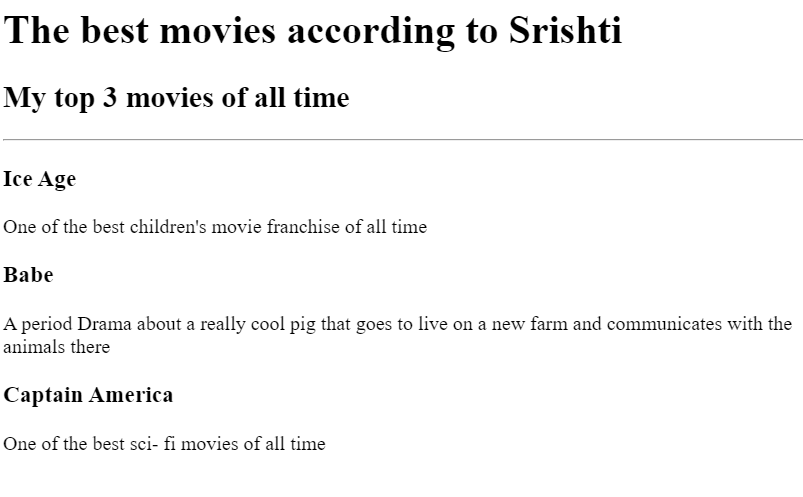 The best movies according to Srishti
My top 3 movies of all time
Ice Age
One of the best children's movie franchise of all time
Babe
A period Drama about a really cool pig that goes to live on a new farm and communicates with the
animals there
Captain America
One of the best sci- fi movies of all time